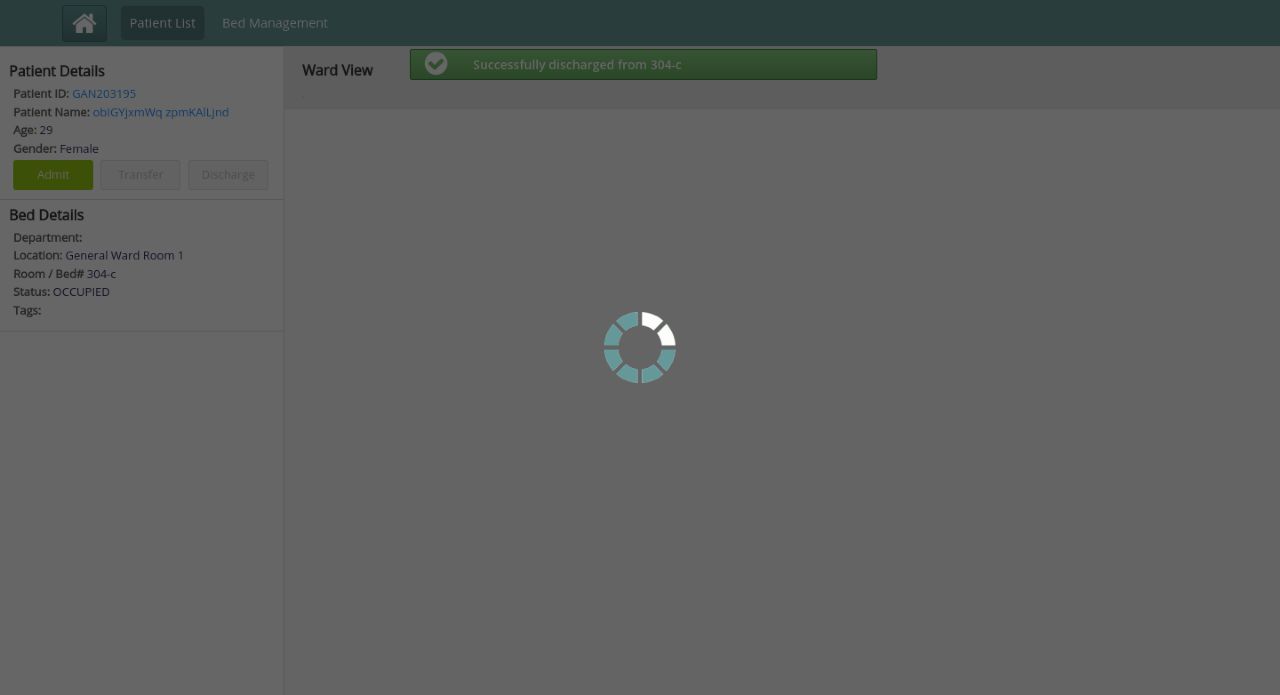 Patient List Bed Management
Patient Details
Patient ID: GAN203195
Patient Name: obiGYjxmWq zpmKAlLjnd
Age: 29
Gender: Female
Admit Transfer Discharge
Bed Details
Department:
Location: General Ward Room 1
Room / Bed# 304-c
Status: OCCUPIED
Tags:
Ward View
Successfully discharged from 304-c